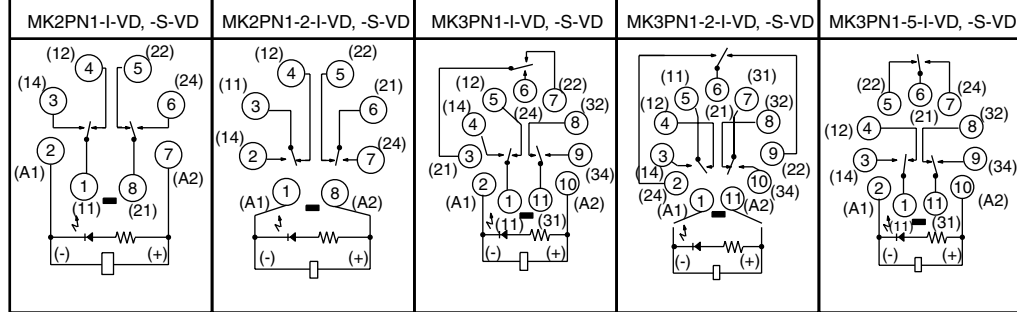 MK2PN1-I-VD, -S-VD
MK2PN1-2-I-VD, -S-VD
MK3PN1-I-VD, -S-VD
MK3PN1-2-I-VD, -S-VD
MK3PN1-5-I-VD, -S-VD
(12) 4 5 (22)
(14) 3 6 (24)
2 7
(A1) 1 8 (A2)
(11) (21)
(-) (+)
(12) 4 5 (22)
(11) 3 6 (21)
(14) 2 7 (24)
1 8
(A1) (A2)
(-) (+)
6
(12) 5 7 (22)
(14) 4 (24) 8 (32)
3 9
(21) 2 10 (34)
(A1) 1 11 (A2)
(11) (31)
(-) (+)
6
(11) 5 7 (31)
(12) 4 (21) 8 (32)
3 9
(14) 2 10 (22)
(24) 1 11 (34)
(A1) (A2)
(-) (+)
(22) 5 6 7 (24)
(12) 4 (21) 8 (32)
3 9
(14) 2 10 (34)
(A1) 1 11 (A2)
(11) (31)
(-) (+)